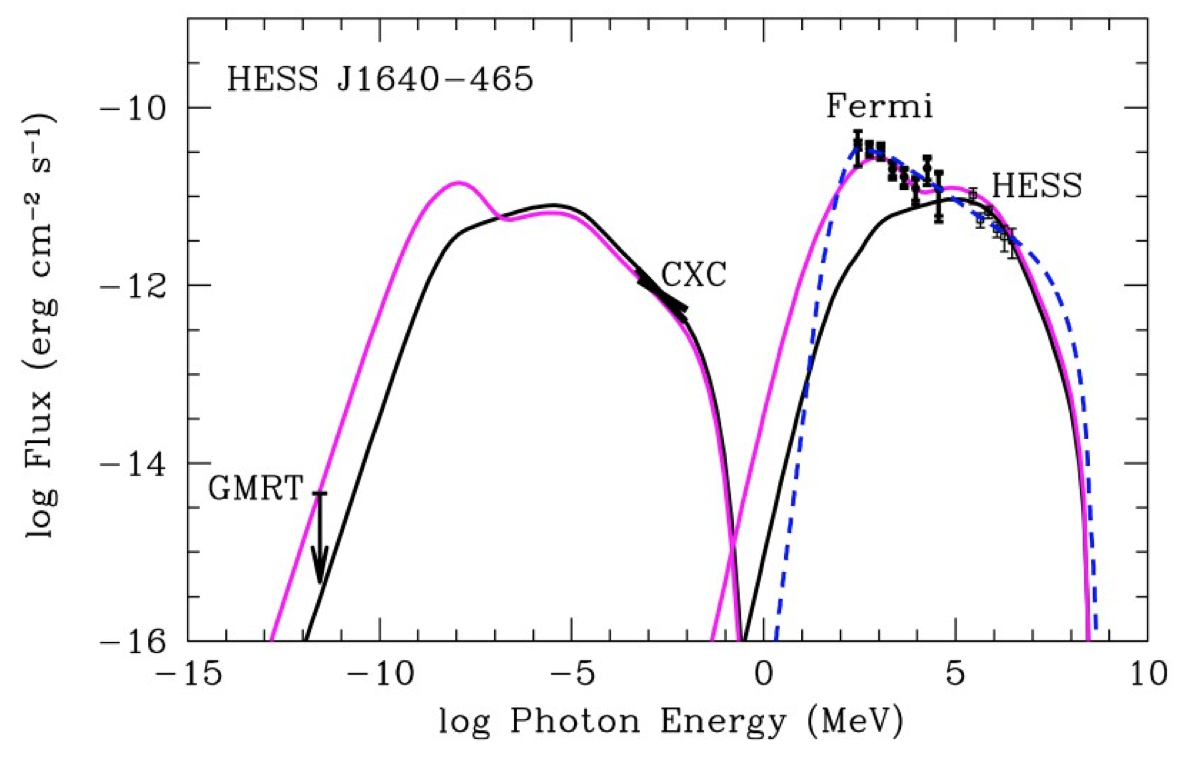 HESS J1640−465
Fermi
HESS
CXC
GMRT
log Flux (erg cm⁻² s⁻¹)
−10
−12
−14
−16
−15
−10
−5
0
5
10
log Photon Energy (MeV)